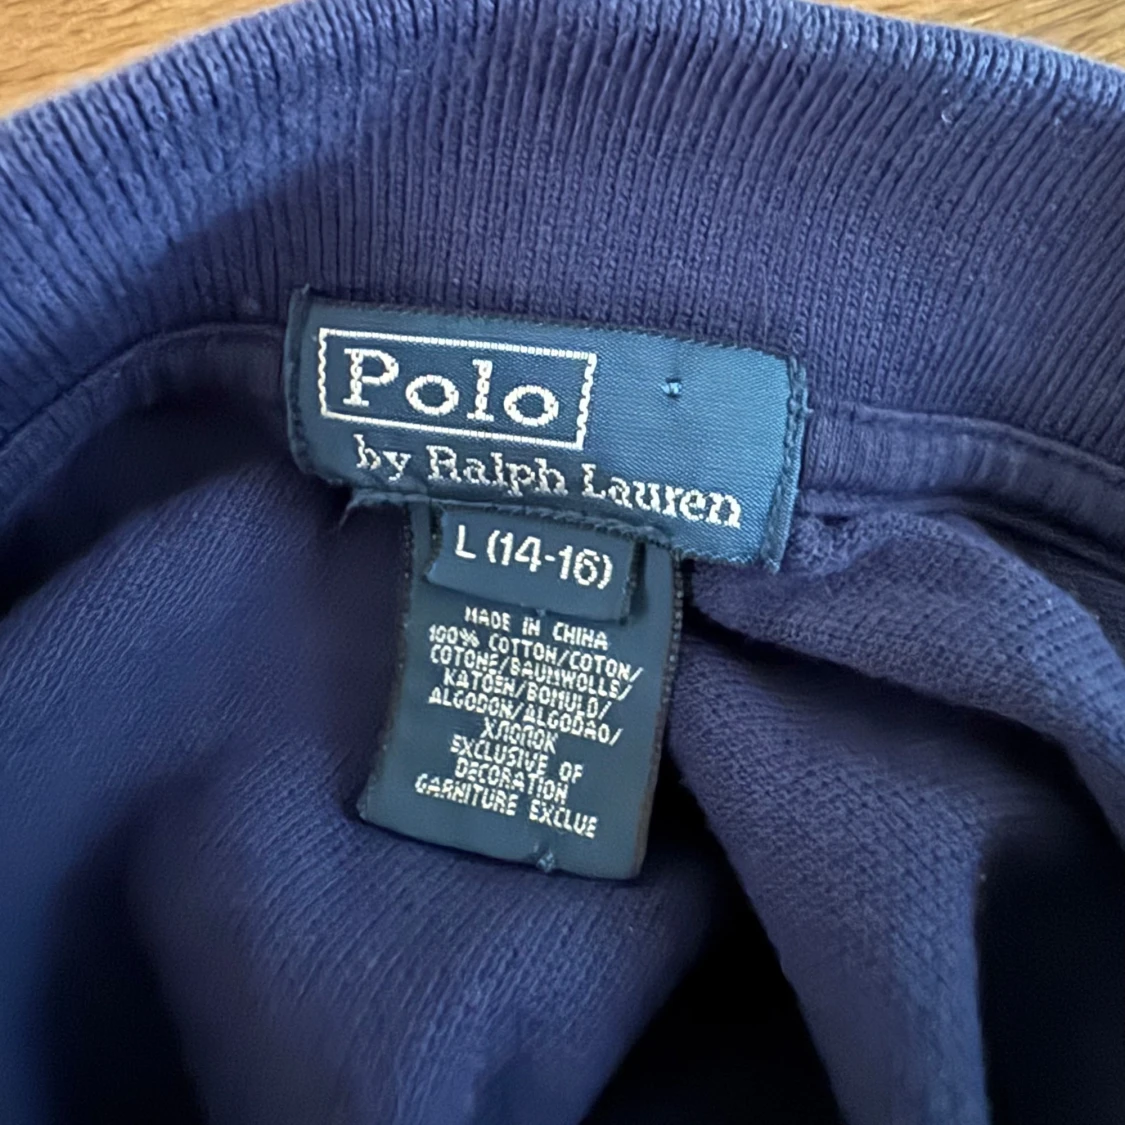 Polo
by Ralph Lauren
L (14-16)
MADE IN CHINA
100% COTTON/COTON/
COTONE/BAUMWOLLE/
KATOEN/BOMULD/
ALGODON/ALGODAO/
ХЛОПОК
EXCLUSIVE OF
DECORATION
GARNITURE EXCLUE